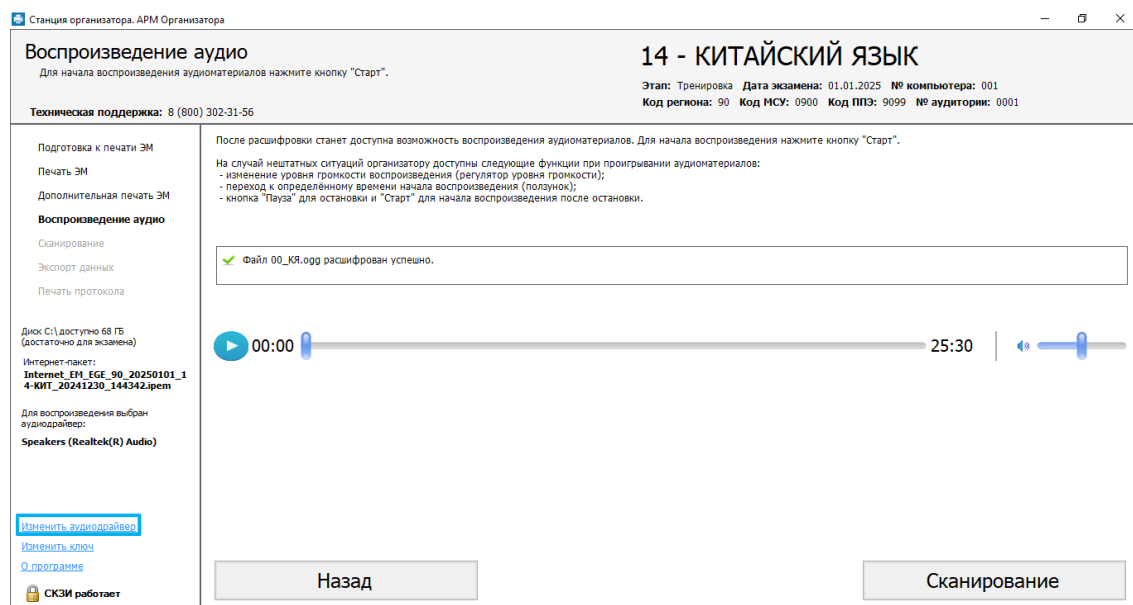 Станция организатора. АРМ Организатора
Воспроизведение аудио
Для начала воспроизведения аудиоматериалов нажмите кнопку "Старт".
Техническая поддержка: 8 (800) 302-31-56
14 - КИТАЙСКИЙ ЯЗЫК
Этап: Тренировка Дата экзамена: 01.01.2025 № компьютера: 001
Код региона: 90 Код МСУ: 0900 Код ППЭ: 9099 № аудитории: 0001
Подготовка к печати ЭМ
Печать ЭМ
Дополнительная печать ЭМ
Воспроизведение аудио
Сканирование
Экспорт данных
Печать протокола
Диск C:\ доступно 68 ГБ
(достаточно для экзамена)
Интернет-пакет:
Internet_EM_EGE_90_20250101_1
4-КИТ_20241230_144342.ipem
Для воспроизведения выбран
аудиодрайвер:
Speakers (Realtek(R) Audio)
Изменить аудиодрайвер
Изменить ключ
О программе
СКЗИ работает
После расшифровки станет доступна возможность воспроизведения аудиоматериалов. Для начала воспроизведения нажмите кнопку "Старт".
На случай нештатных ситуаций организатору доступны следующие функции при проигрывании аудиоматериалов:
- изменение уровня громкости воспроизведения (регулятор уровня громкости);
- переход к определённому времени начала воспроизведения (ползунок);
- кнопка "Пауза" для остановки и "Старт" для начала воспроизведения после остановки.
Файл 00_КЯ.ogg расшифрован успешно.
00:00
25:30
Назад
Сканирование